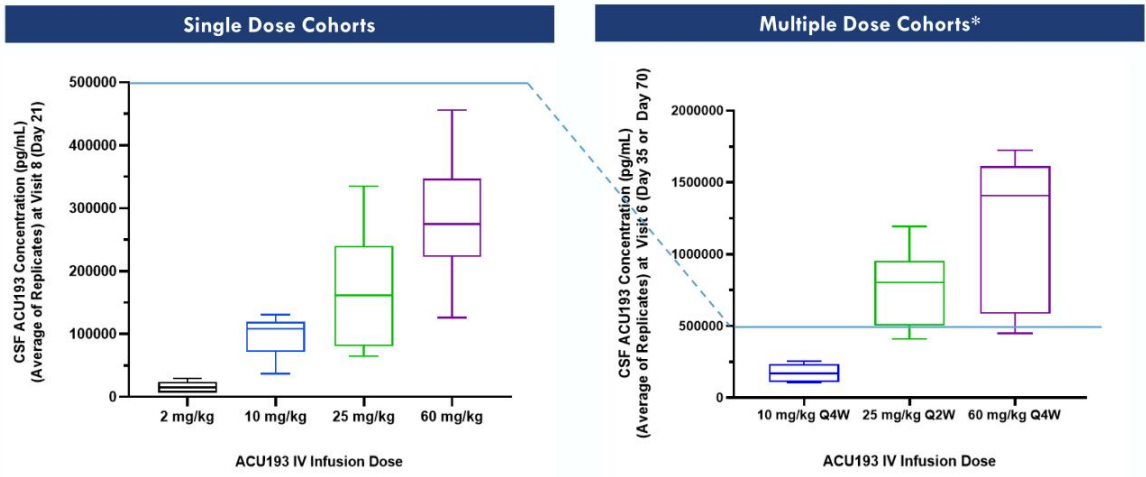 Single Dose Cohorts
CSF ACU193 Concentration (pg/mL)
(Average of Replicates) at Visit 8 (Day 21)
500000
400000
300000
200000
100000
0
2 mg/kg
10 mg/kg
25 mg/kg
60 mg/kg
ACU193 IV Infusion Dose
Multiple Dose Cohorts*
CSF ACU193 Concentration (pg/mL)
(Average of Replicates) at Visit 6 (Day 35 or Day 70)
2000000
1500000
1000000
500000
0
10 mg/kg Q4W
25 mg/kg Q2W
60 mg/kg Q4W
ACU193 IV Infusion Dose